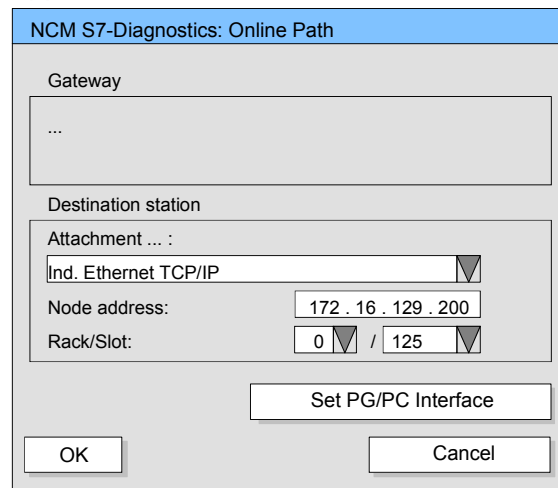 NCM S7-Diagnostics: Online Path
Gateway
...
Destination station
Attachment ... :
Ind. Ethernet TCP/IP
Node address: 172 . 16 . 129 . 200
Rack/Slot: 0 / 125
Set PG/PC Interface
OK Cancel